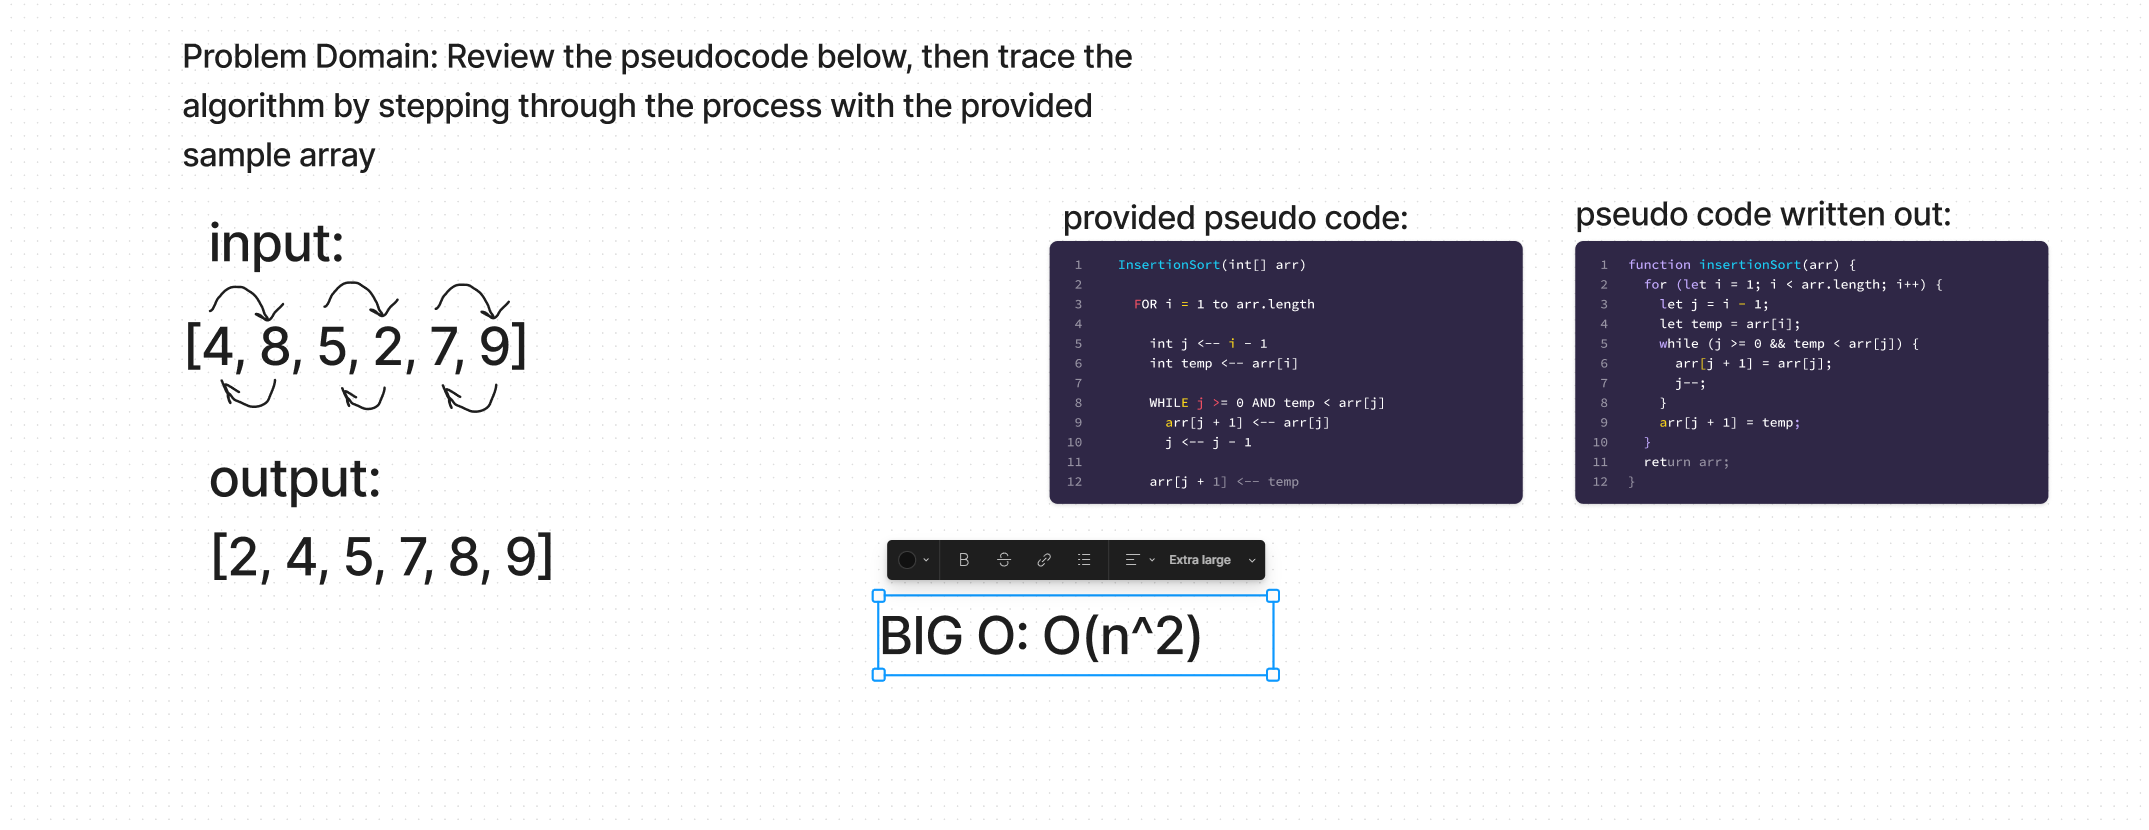 Problem Domain: Review the pseudocode below, then trace the
algorithm by stepping through the process with the provided
sample array
input:
[4, 8, 5, 2, 7, 9]
output:
[2, 4, 5, 7, 8, 9]
provided pseudo code:
1 InsertionSort(int[] arr)
2
3 FOR i = 1 to arr.length
4
5 int j <-- i - 1
6 int temp <-- arr[i]
7
8 WHILE j >= 0 AND temp < arr[j]
9 arr[j + 1] <-- arr[j]
10 j <-- j - 1
11
12 arr[j + 1] <-- temp
pseudo code written out:
1 function insertionSort(arr) {
2 for (let i = 1; i < arr.length; i++) {
3 let j = i - 1;
4 let temp = arr[i];
5 while (j >= 0 && temp < arr[j]) {
6 arr[j + 1] = arr[j];
7 j--;
8 }
9 arr[j + 1] = temp;
10 }
11 return arr;
12 }
B S Extra large
BIG O: O(n^2)